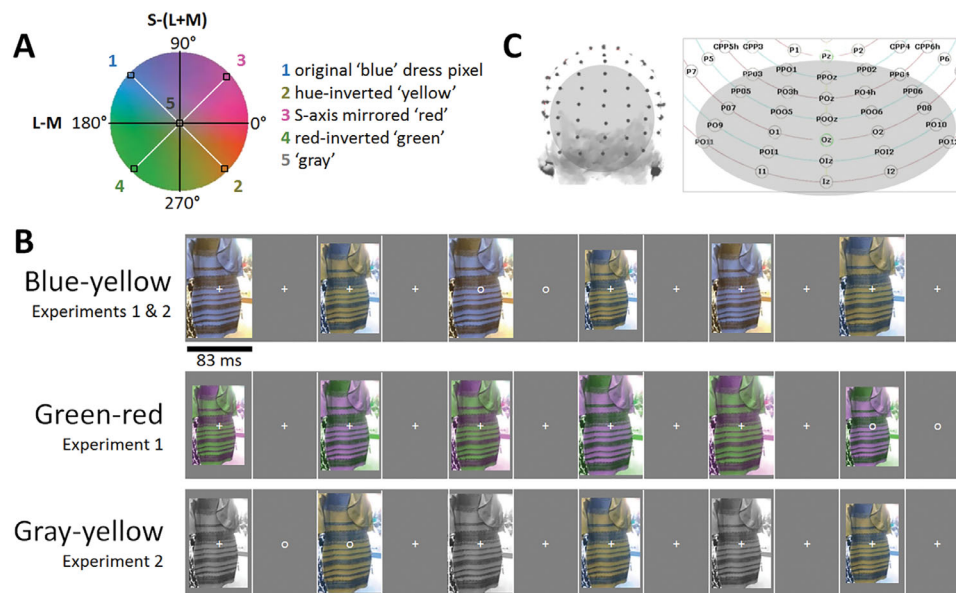 A
S-(L+M)
90°
1
3
5
L-M
180°
0°
4
2
270°
1 original 'blue' dress pixel
2 hue-inverted 'yellow'
3 S-axis mirrored 'red'
4 red-inverted 'green'
5 'gray'
C
CPP5h CPP3 P1 Pz P2 CPP4 CPP6h
P5 P6
P7 PPO3 PPO1 PPOz PPO2 PPO4
PPO5 PO3h POz PO4h PPO6
PO7 POO5 POOz POO6 PO8
PO9 O1 Oz O2 PO10
PO11 POI1 OIz POI2
I1 Iz I2
B
Blue-yellow
Experiments 1 & 2
83 ms
Green-red
Experiment 1
Gray-yellow
Experiment 2